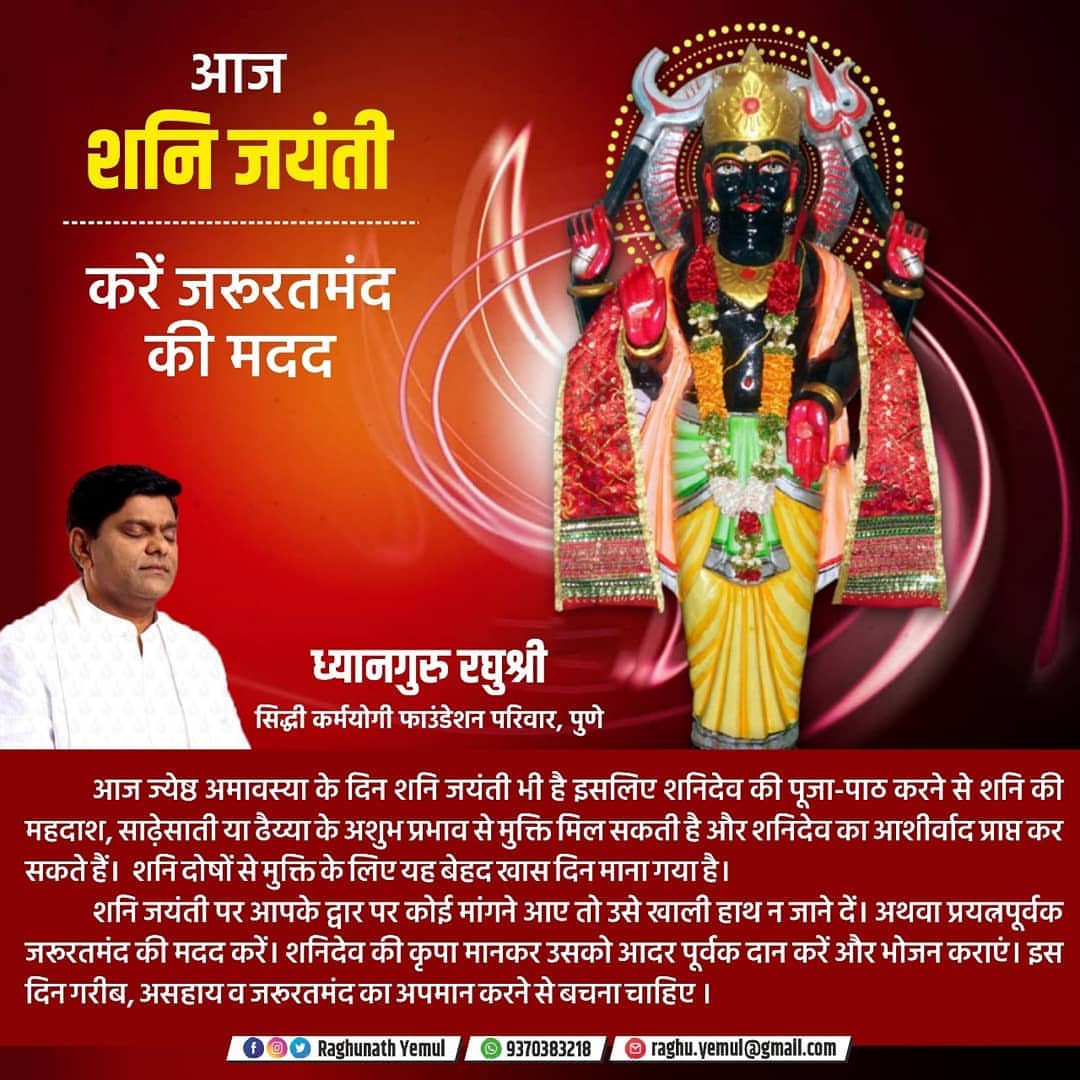 आज
शनि जयंती
करें जरूरतमंद
की मदद
ध्यानगुरु रघुश्री
सिद्धी कर्मयोगी फाउंडेशन परिवार, पुणे
आज ज्येष्ठ अमावस्या के दिन शनि जयंती भी है इसलिए शनिदेव की पूजा-पाठ करने से शनि की
महदाश, साढ़ेसाती या ढैय्या के अशुभ प्रभाव से मुक्ति मिल सकती है और शनिदेव का आशीर्वाद प्राप्त कर
सकते हैं। शनि दोषों से मुक्ति के लिए यह बेहद खास दिन माना गया है।
शनि जयंती पर आपके द्वार पर कोई मांगने आए तो उसे खाली हाथ न जाने दें। अथवा प्रयत्नपूर्वक
जरूरतमंद की मदद करें। शनिदेव की कृपा मानकर उसको आदर पूर्वक दान करें और भोजन कराएं। इस
दिन गरीब, असहाय व जरूरतमंद का अपमान करने से बचना चाहिए ।
Raghunath Yemul 9370383218 raghu.yemul@gmail.com